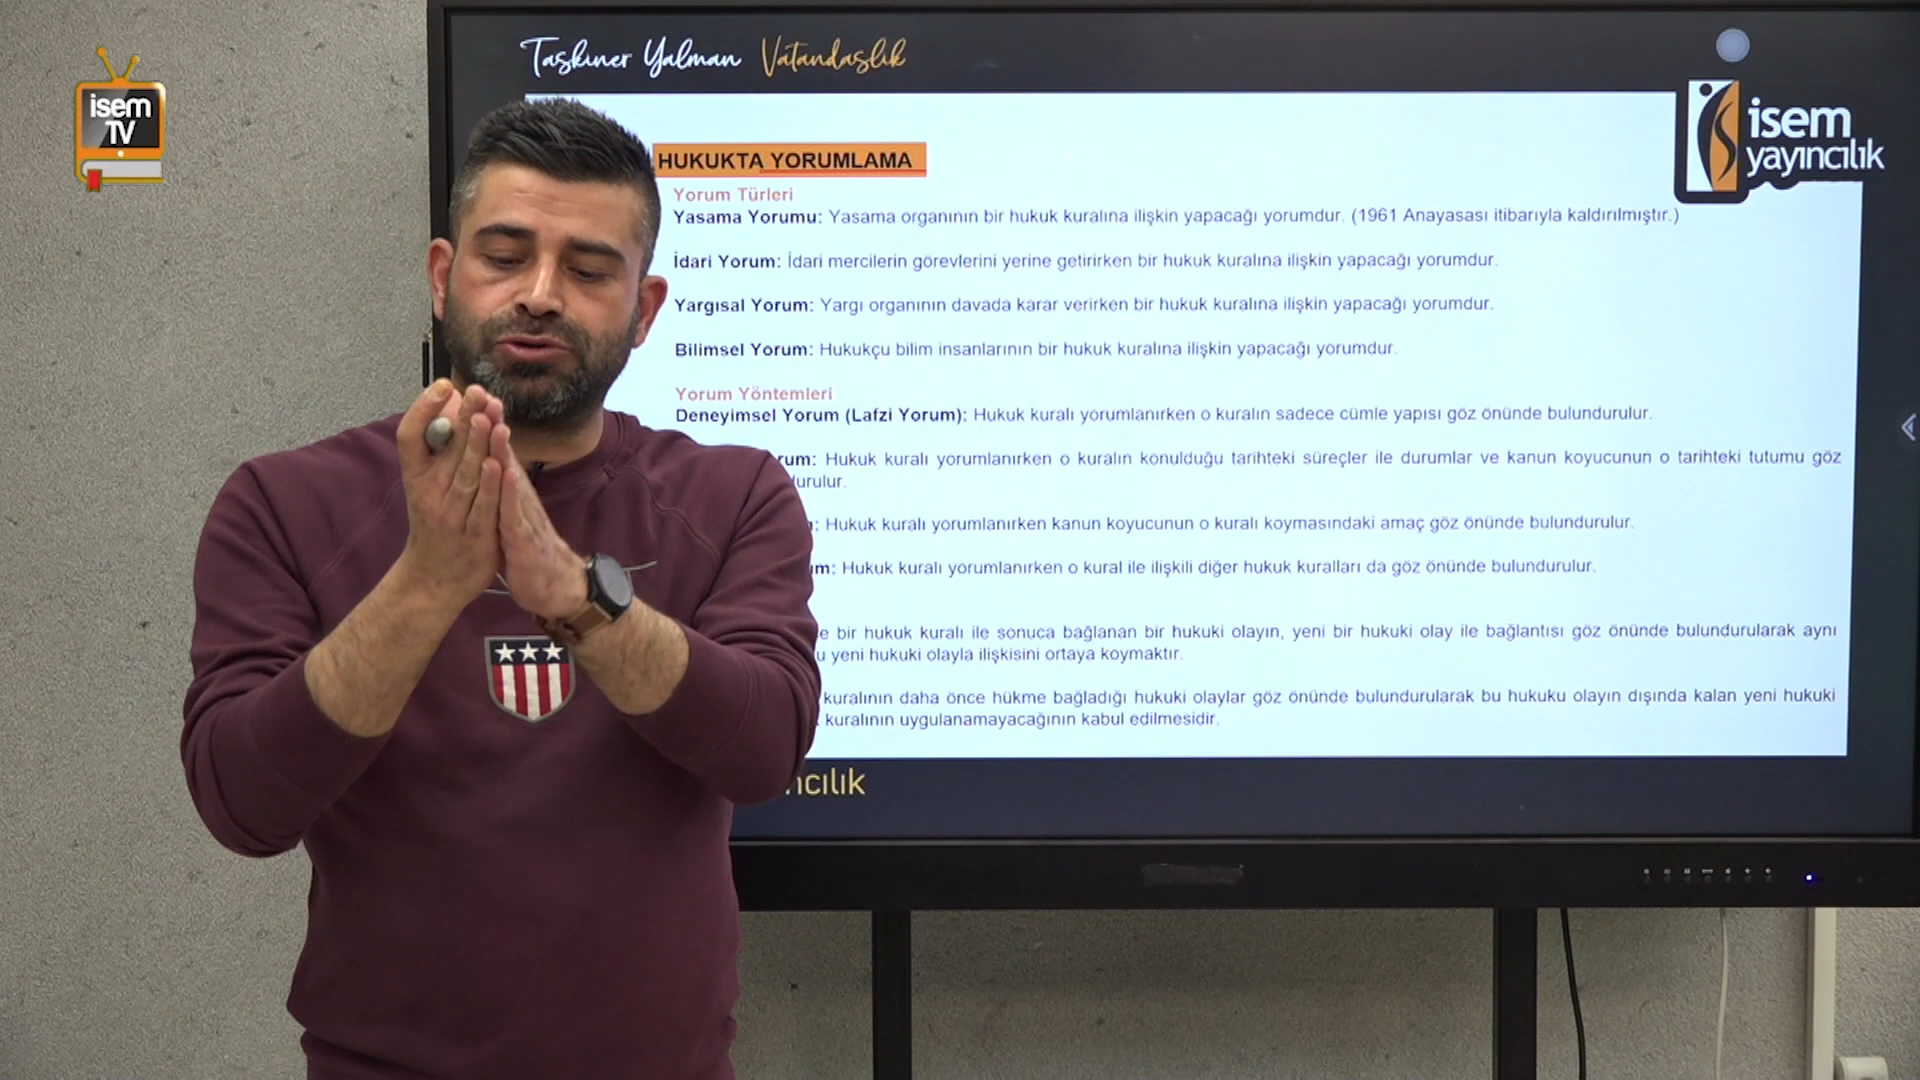 isem
TV
Taşkıner Yalman Vatandaşlık
isem
yayıncılık
HUKUKTA YORUMLAMA
Yorum Türleri
Yasama Yorumu: Yasama organının bir hukuk kuralına ilişkin yapacağı yorumdur. (1961 Anayasası itibarıyla kaldırılmıştır.)
İdari Yorum: İdari mercilerin görevlerini yerine getirirken bir hukuk kuralına ilişkin yapacağı yorumdur.
Yargısal Yorum: Yargı organının davada karar verirken bir hukuk kuralına ilişkin yapacağı yorumdur.
Bilimsel Yorum: Hukukçu bilim insanlarının bir hukuk kuralına ilişkin yapacağı yorumdur.
Yorum Yöntemleri
Deneyimsel Yorum (Lafzi Yorum): Hukuk kuralı yorumlanırken o kuralın sadece cümle yapısı göz önünde bulundurulur.
rum: Hukuk kuralı yorumlanırken o kuralın konulduğu tarihteki süreçler ile durumlar ve kanun koyucunun o tarihteki tutumu göz
durulur.
: Hukuk kuralı yorumlanırken kanun koyucunun o kuralı koymasındaki amaç göz önünde bulundurulur.
m: Hukuk kuralı yorumlanırken o kural ile ilişkili diğer hukuk kuralları da göz önünde bulundurulur.
e bir hukuk kuralı ile sonuca bağlanan bir hukuki olayın, yeni bir hukuki olay ile bağlantısı göz önünde bulundurularak aynı
u yeni hukuki olayla ilişkisini ortaya koymaktır.
kuralının daha önce hükme bağladığı hukuki olaylar göz önünde bulundurularak bu hukuku olayın dışında kalan yeni hukuki
kuralının uygulanamayacağının kabul edilmesidir.
ncılık